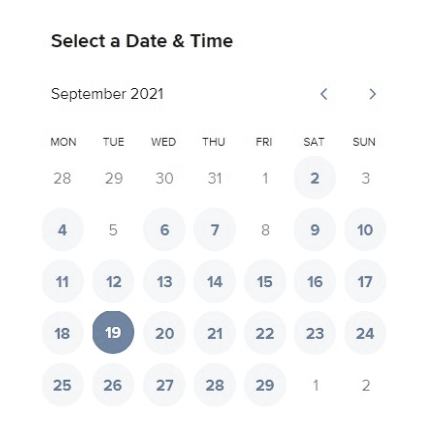 Select a Date & Time
September 2021
MON TUE WED THU FRI SAT SUN
28 29 30 31 1 2 3
4 5 6 7 8 9 10
11 12 13 14 15 16 17
18 19 20 21 22 23 24
25 26 27 28 29 1 2